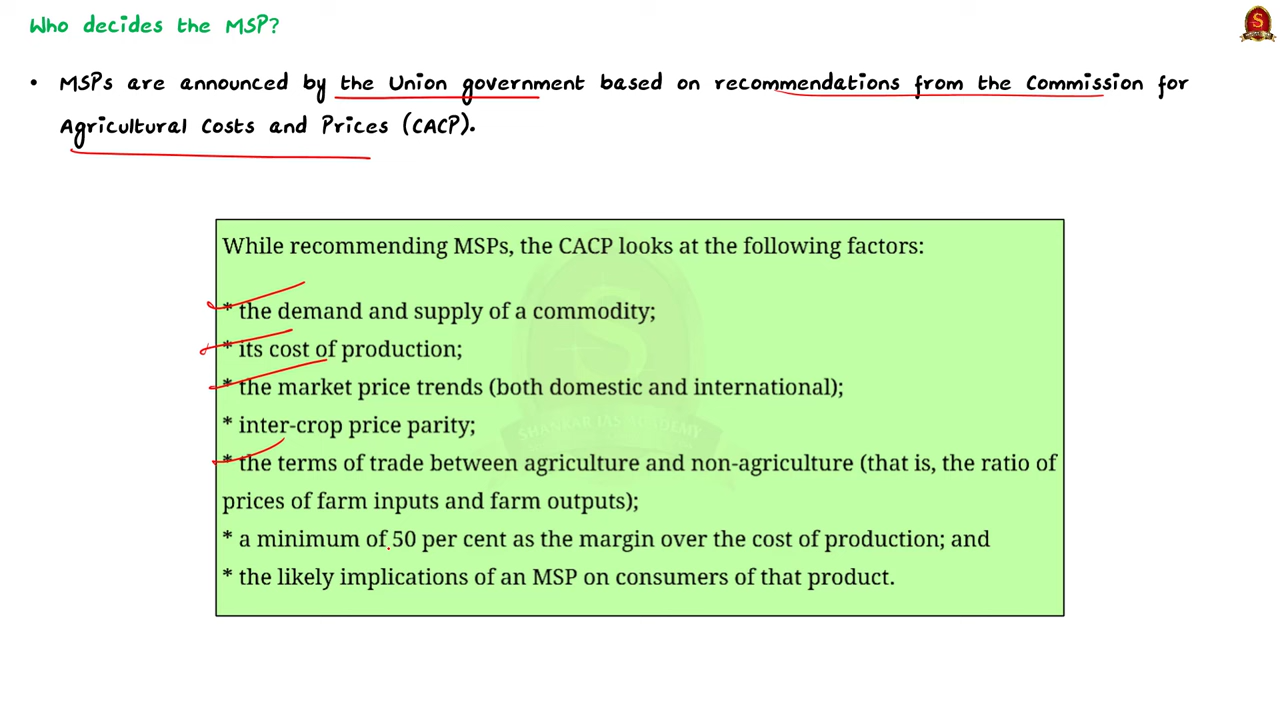 Who decides the MSP?
• MSPs are announced by the Union government based on recommendations from the Commission for
Agricultural Costs and Prices (CACP).
While recommending MSPs, the CACP looks at the following factors:
* the demand and supply of a commodity;
* its cost of production;
* the market price trends (both domestic and international);
* inter-crop price parity;
* the terms of trade between agriculture and non-agriculture (that is, the ratio of
prices of farm inputs and farm outputs);
* a minimum of 50 per cent as the margin over the cost of production; and
* the likely implications of an MSP on consumers of that product.
SHANKAR IAS ACADEMY